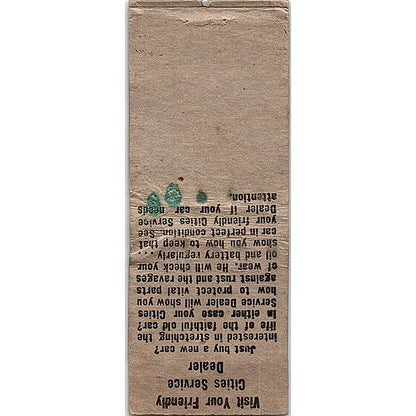 Visit Your Friendly
Cities Service
Dealer
Just buy a new car?
Interested in stretching the
life of the faithful old car?
In either case your Cities
Service Dealer will show you
how to protect vital parts
against rust and the ravages
of wear. He will check your
oil and battery regularly . . .
show you how to keep that
car in perfect condition. See
your friendly Cities Service
Dealer if your car needs
attention.